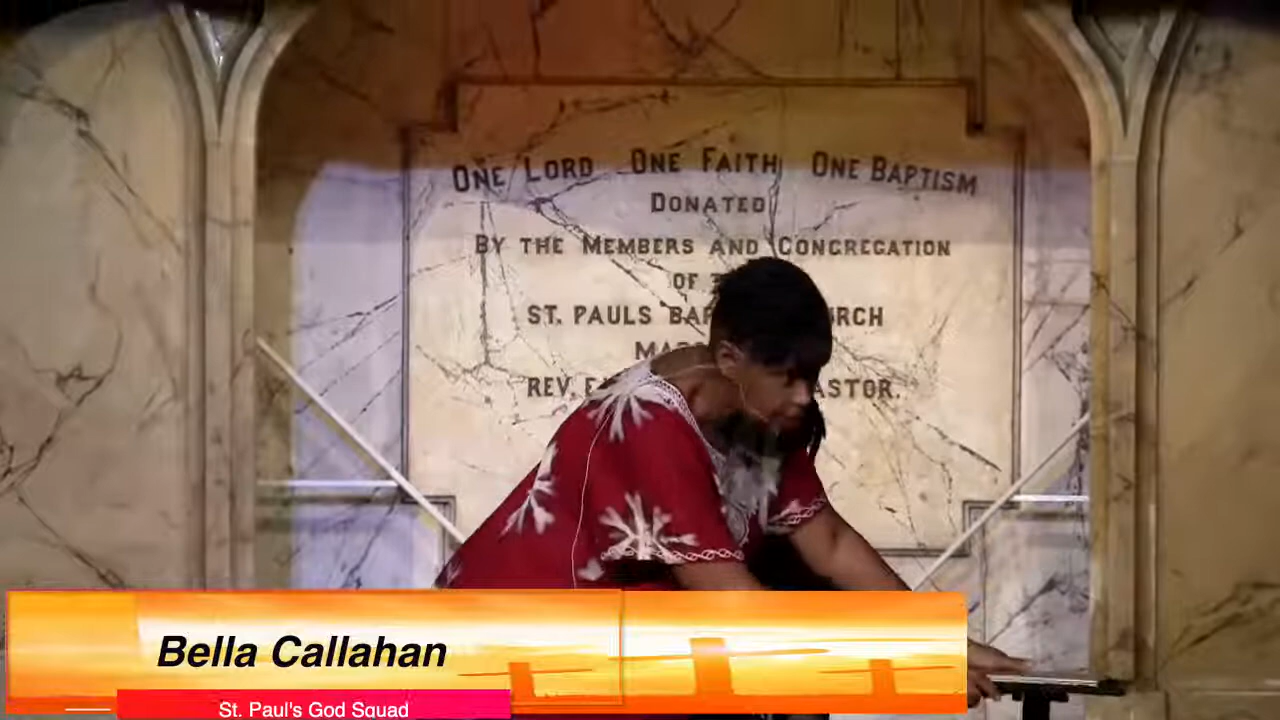 ONE LORD ONE FAITH ONE BAPTISM
DONATED
BY THE MEMBERS AND CONGREGATION
OF
ST. PAULS
REV.
Bella Callahan
St. Paul's God Squad